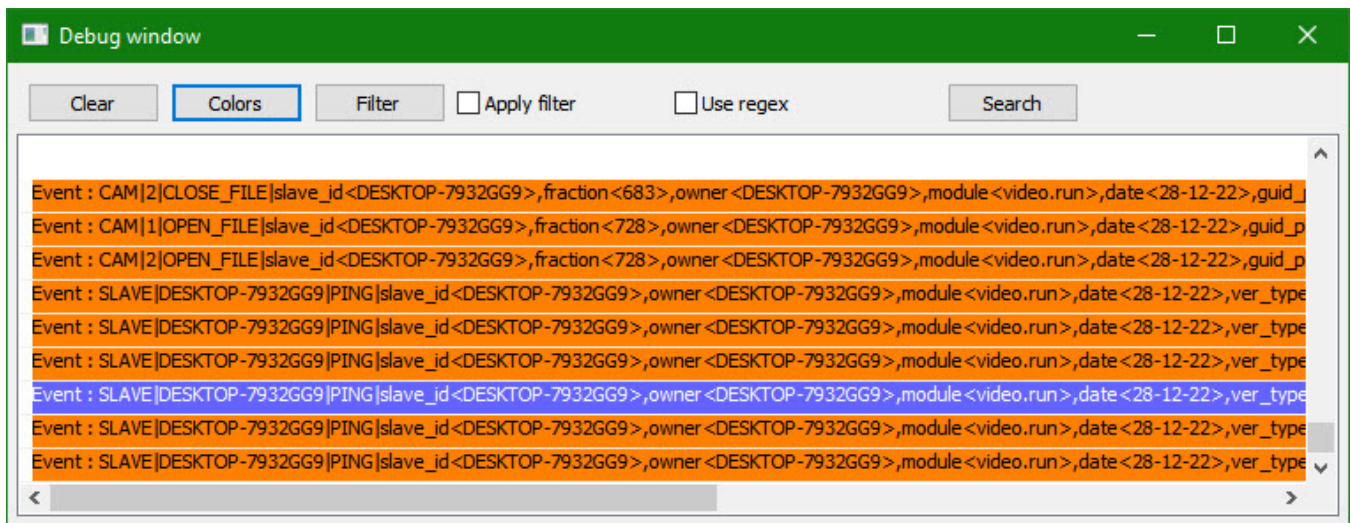 Debug window
Clear Colors Filter Apply filter Use regex Search
Event : CAM|2|CLOSE_FILE|slave_id<DESKTOP-7932GG9>,fraction<683>,owner<DESKTOP-7932GG9>,module<video.run>,date<28-12-22>,guid_p
Event : CAM|1|OPEN_FILE|slave_id<DESKTOP-7932GG9>,fraction<728>,owner<DESKTOP-7932GG9>,module<video.run>,date<28-12-22>,guid_p
Event : CAM|2|OPEN_FILE|slave_id<DESKTOP-7932GG9>,fraction<728>,owner<DESKTOP-7932GG9>,module<video.run>,date<28-12-22>,guid_p
Event : SLAVE|DESKTOP-7932GG9|PING|slave_id<DESKTOP-7932GG9>,owner<DESKTOP-7932GG9>,module<video.run>,date<28-12-22>,ver_type
Event : SLAVE|DESKTOP-7932GG9|PING|slave_id<DESKTOP-7932GG9>,owner<DESKTOP-7932GG9>,module<video.run>,date<28-12-22>,ver_type
Event : SLAVE|DESKTOP-7932GG9|PING|slave_id<DESKTOP-7932GG9>,owner<DESKTOP-7932GG9>,module<video.run>,date<28-12-22>,ver_type
Event : SLAVE|DESKTOP-7932GG9|PING|slave_id<DESKTOP-7932GG9>,owner<DESKTOP-7932GG9>,module<video.run>,date<28-12-22>,ver_type
Event : SLAVE|DESKTOP-7932GG9|PING|slave_id<DESKTOP-7932GG9>,owner<DESKTOP-7932GG9>,module<video.run>,date<28-12-22>,ver_type
Event : SLAVE|DESKTOP-7932GG9|PING|slave_id<DESKTOP-7932GG9>,owner<DESKTOP-7932GG9>,module<video.run>,date<28-12-22>,ver_type